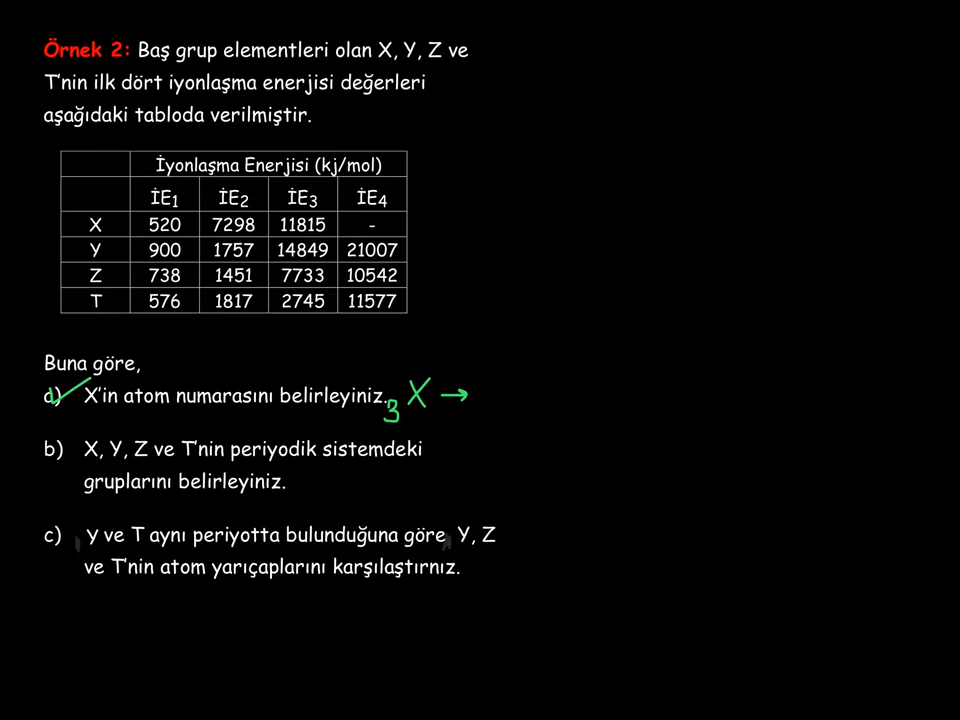 Örnek 2: Baş grup elementleri olan X, Y, Z ve
T'nin ilk dört iyonlaşma enerjisi değerleri
aşağıdaki tabloda verilmiştir.
İyonlaşma Enerjisi (kj/mol)
İE1 İE2 İE3 İE4
X 520 7298 11815 -
Y 900 1757 14849 21007
Z 738 1451 7733 10542
T 576 1817 2745 11577
Buna göre,
a) X'in atom numarasını belirleyiniz. 3 X →
b) X, Y, Z ve T'nin periyodik sistemdeki
gruplarını belirleyiniz.
c) Y ve T aynı periyotta bulunduğuna göre, Y, Z
ve T'nin atom yarıçaplarını karşılaştırnız.